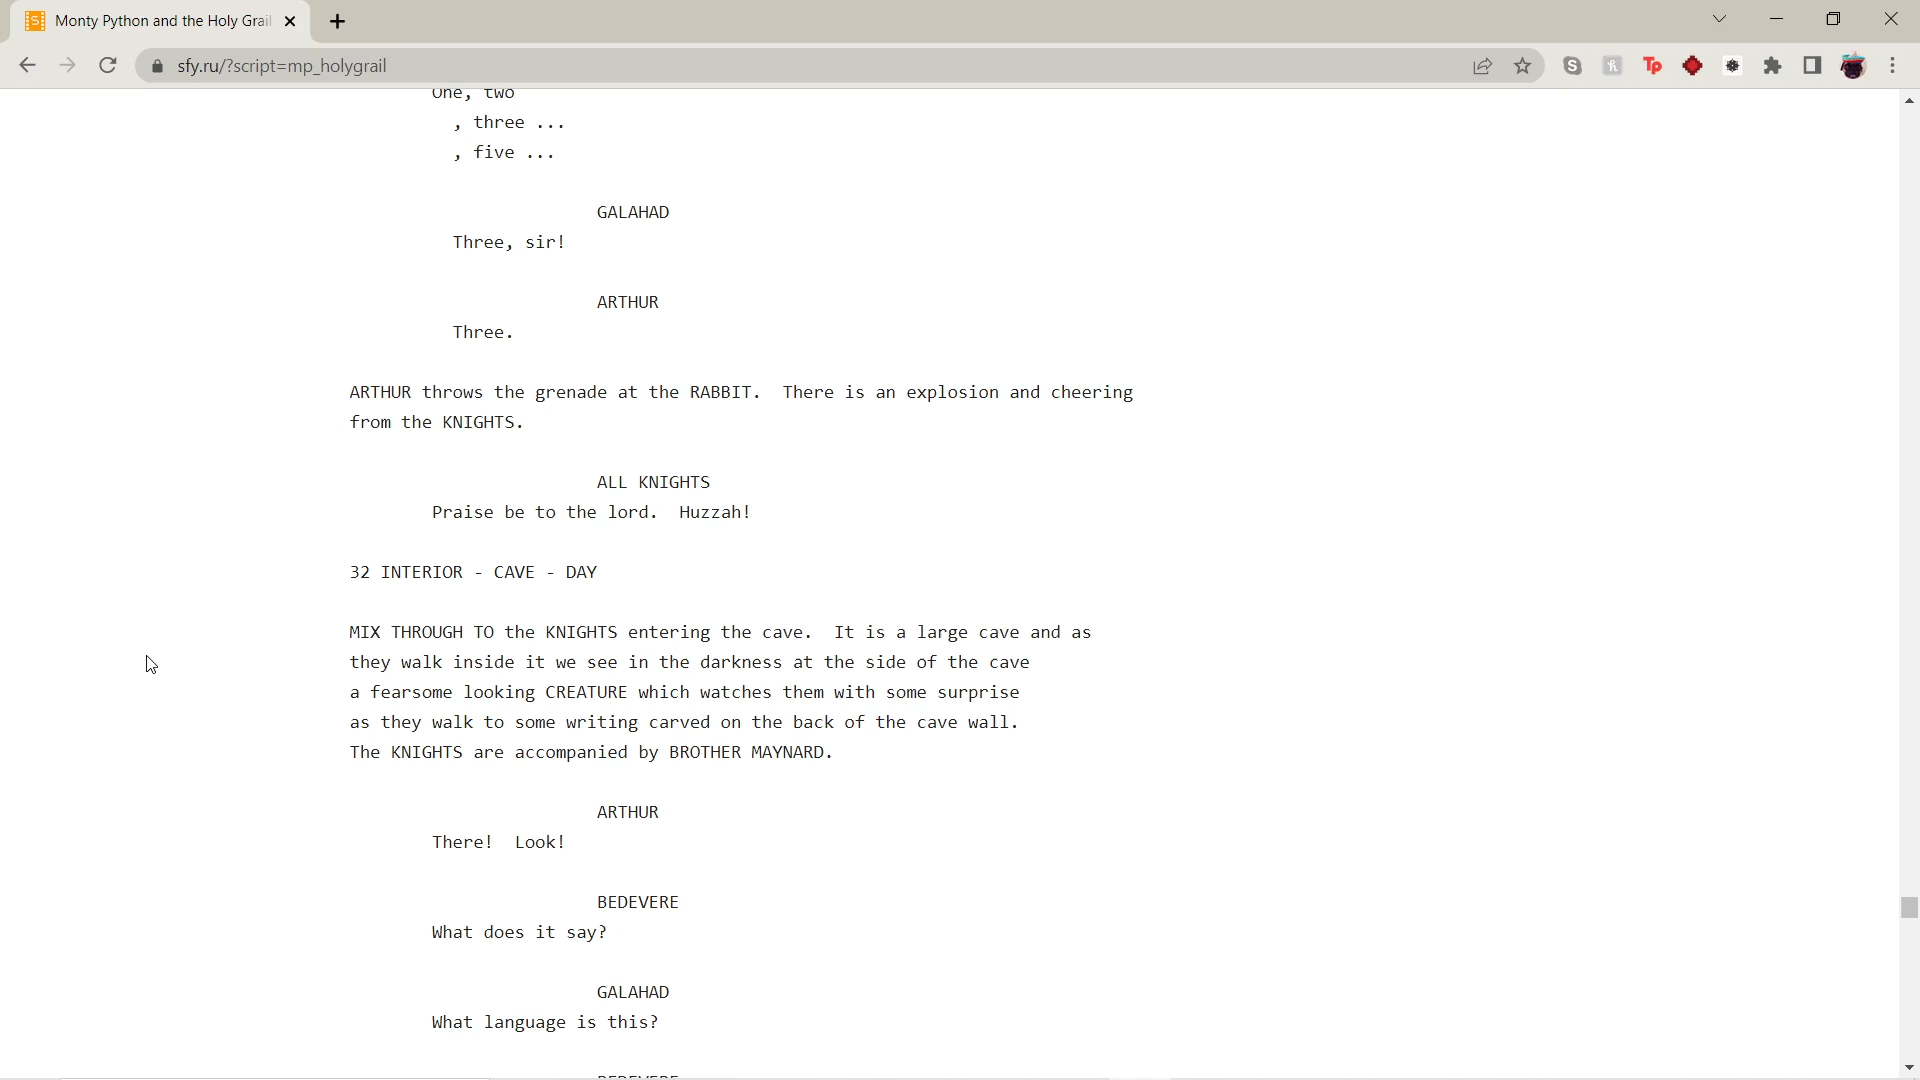 Monty Python and the Holy Grail
sfy.ru/?script=mp_holygrail
One, two
, three ...
, five ...
GALAHAD
Three, sir!
ARTHUR
Three.
ARTHUR throws the grenade at the RABBIT.  There is an explosion and cheering
from the KNIGHTS.
ALL KNIGHTS
Praise be to the lord.  Huzzah!
32 INTERIOR - CAVE - DAY
MIX THROUGH TO the KNIGHTS entering the cave.  It is a large cave and as
they walk inside it we see in the darkness at the side of the cave
a fearsome looking CREATURE which watches them with some surprise
as they walk to some writing carved on the back of the cave wall.
The KNIGHTS are accompanied by BROTHER MAYNARD.
ARTHUR
There!  Look!
BEDEVERE
What does it say?
GALAHAD
What language is this?
BEDEVERE